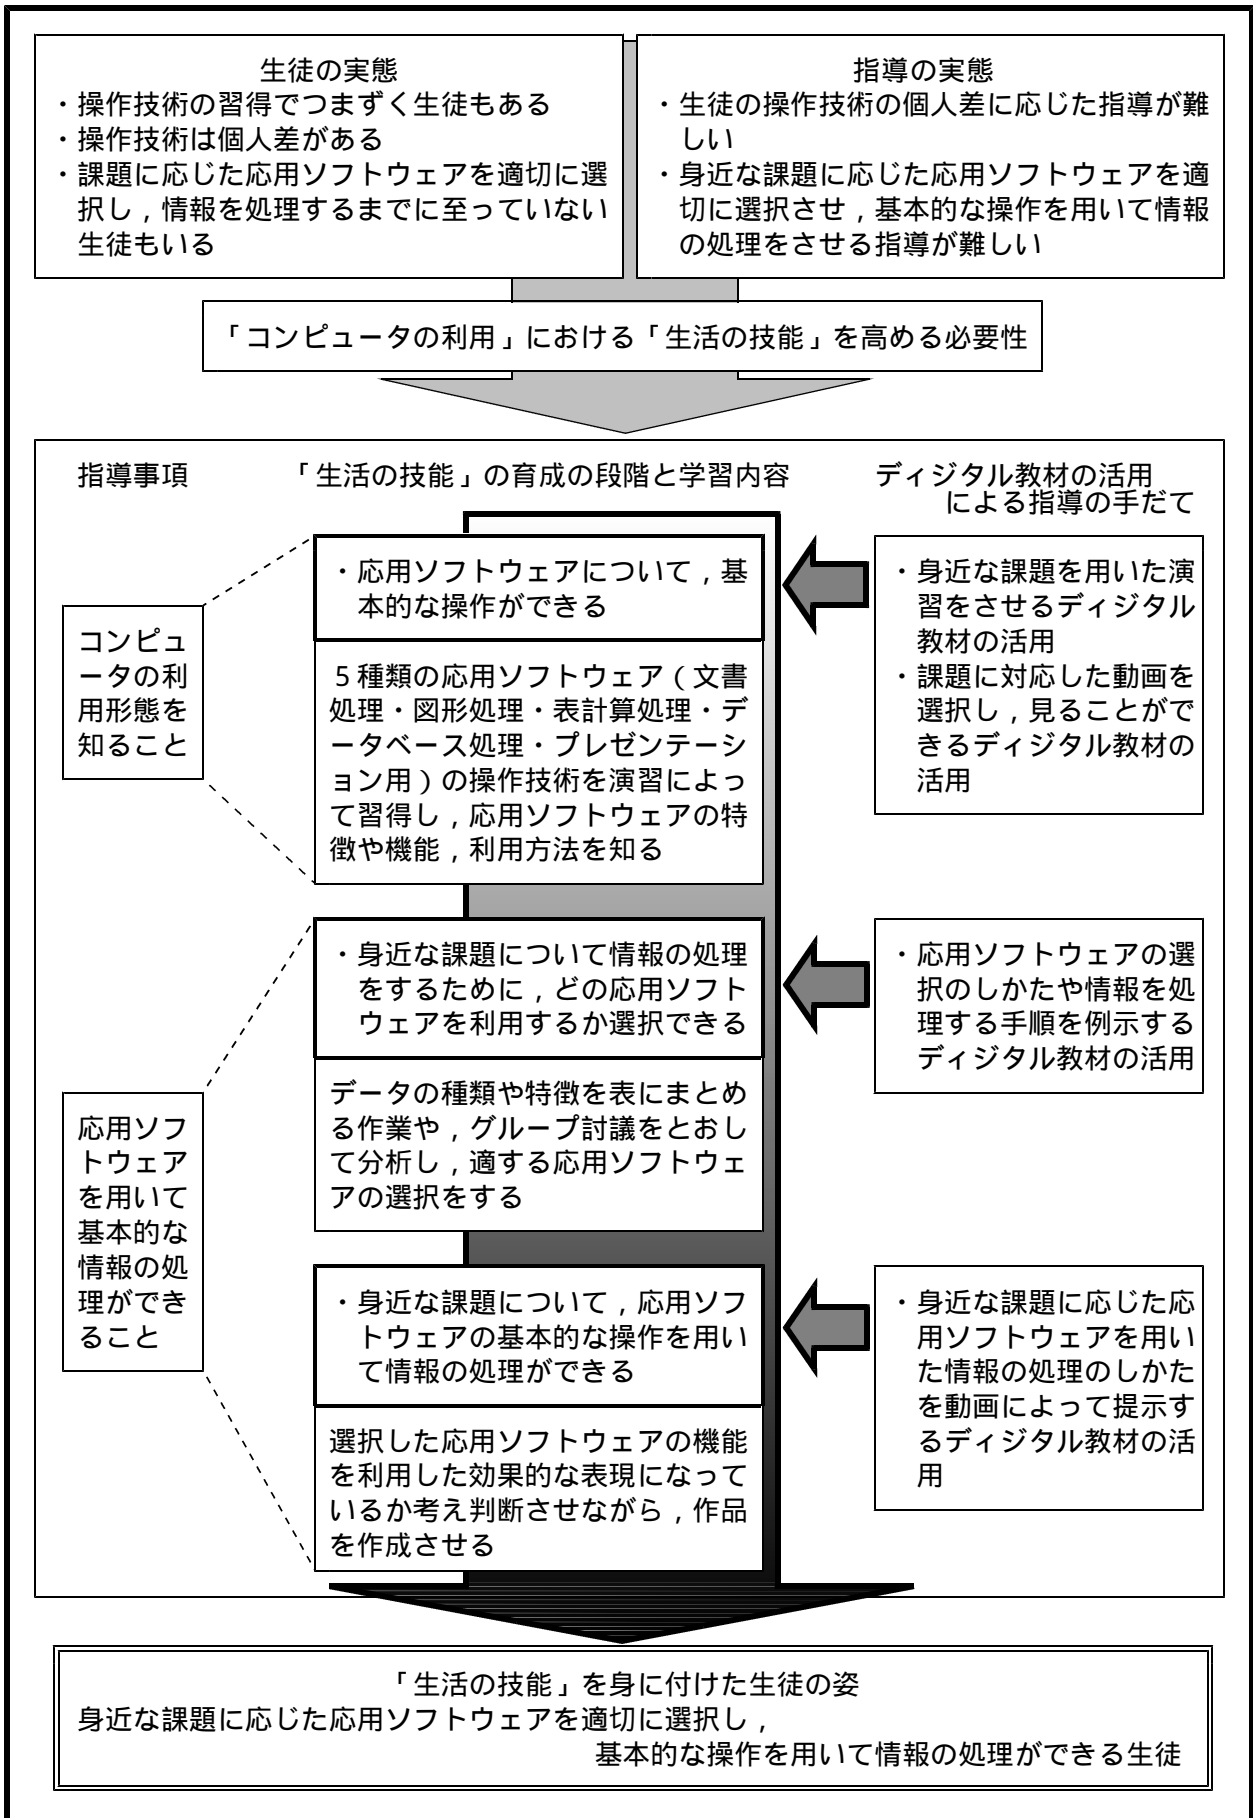 生徒の実態
・操作技術の習得でつまずく生徒もある
・操作技術は個人差がある
・課題に応じた応用ソフトウェアを適切に選
択し，情報を処理するまでに至っていない
生徒もいる
指導の実態
・生徒の操作技術の個人差に応じた指導が難
しい
・身近な課題に応じた応用ソフトウェアを適
切に選択させ，基本的な操作を用いて情報
の処理をさせる指導が難しい
「コンピュータの利用」における「生活の技能」を高める必要性
指導事項
「生活の技能」の育成の段階と学習内容
ディジタル教材の活用
による指導の手だて
コンピュ
ータの利
用形態を
知ること
・応用ソフトウェアについて，基
本的な操作ができる
５種類の応用ソフトウェア（文書
処理・図形処理・表計算処理・デ
ータベース処理・プレゼンテーシ
ョン用）の操作技術を演習によっ
て習得し，応用ソフトウェアの特
徴や機能，利用方法を知る
・身近な課題を用いた演
習をさせるディジタル
教材の活用
・課題に対応した動画を
選択し，見ることがで
きるディジタル教材の
活用
応用ソフ
トウェア
を用いて
基本的な
情報の処
理ができ
ること
・身近な課題について情報の処理
をするために，どの応用ソフト
ウェアを利用するか選択できる
データの種類や特徴を表にまとめ
る作業や，グループ討議をとおし
て分析し，適する応用ソフトウェ
アの選択をする
・応用ソフトウェアの選
択のしかたや情報を処
理する手順を例示する
ディジタル教材の活用
・身近な課題について，応用ソフ
トウェアの基本的な操作を用い
て情報の処理ができる
選択した応用ソフトウェアの機能
を利用した効果的な表現になって
いるか考え判断させながら，作品
を作成させる
・身近な課題に応じた応
用ソフトウェアを用い
た情報の処理のしかた
を動画によって提示す
るディジタル教材の活
用
「生活の技能」を身に付けた生徒の姿
身近な課題に応じた応用ソフトウェアを適切に選択し，
基本的な操作を用いて情報の処理ができる生徒